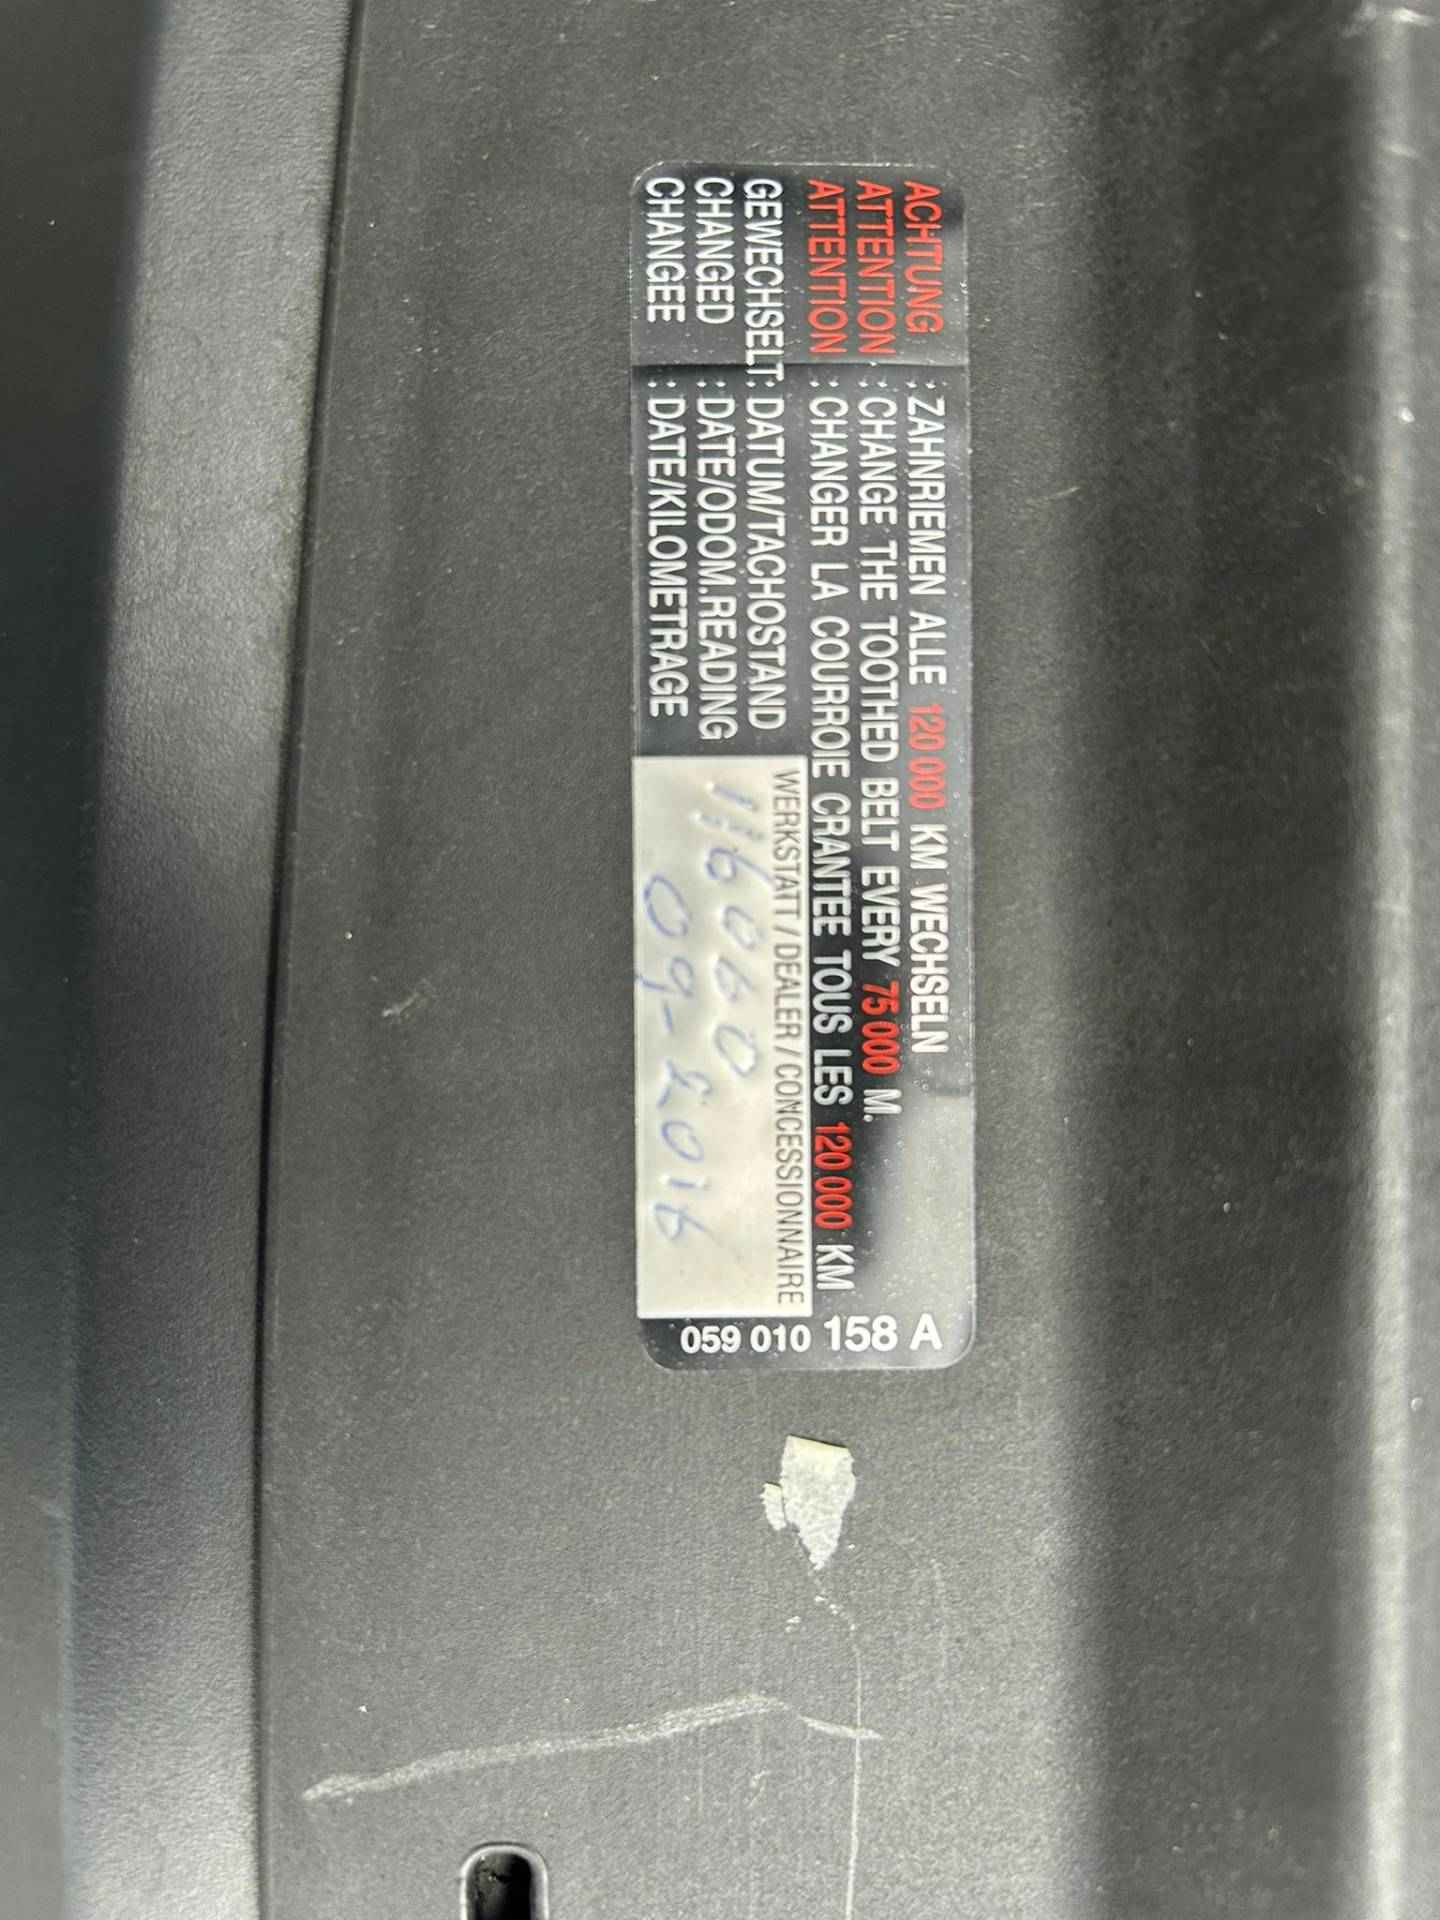 ACHTUNG : ZAHNRIEMEN ALLE 120 000 KM WECHSELN
ATTENTION : CHANGE THE TOOTHED BELT EVERY 75 000 M.
ATTENTION : CHANGER LA COURROIE CRANTEE TOUS LES 120 000 KM
GEWECHSELT: DATUM/TACHOSTAND
CHANGED : DATE/ODOM.READING
CHANGEE : DATE/KILOMETRAGE
WERKSTATT / DEALER / CONCESSIONNAIRE
09-2016
059 010 158 A